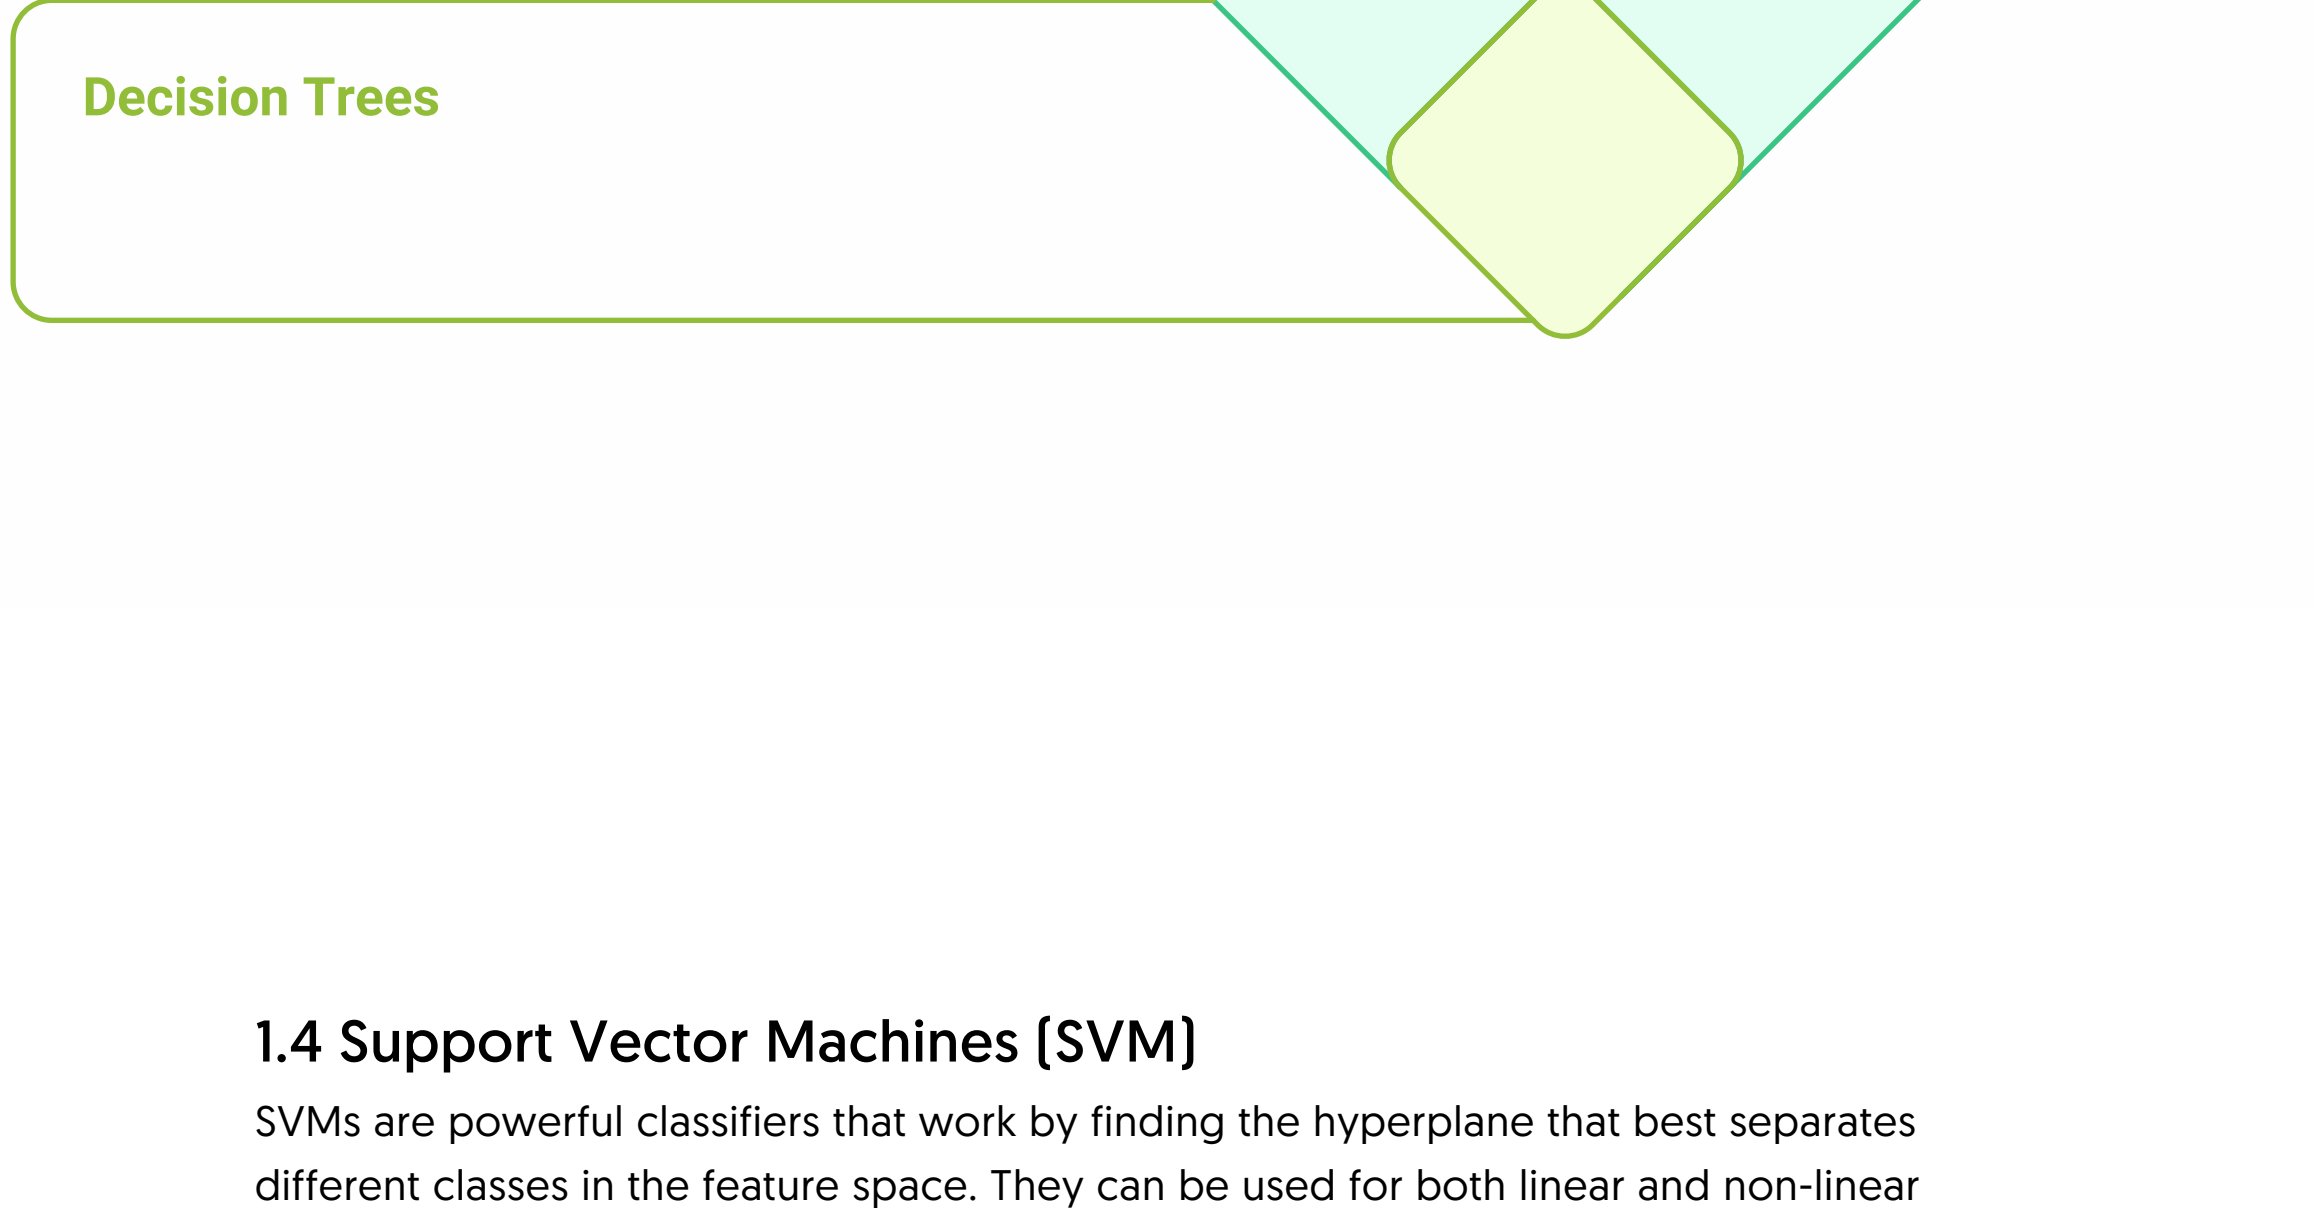 Decision Trees
1.4 Support Vector Machines (SVM)
SVMs are powerful classifiers that work by finding the hyperplane that best separates
different classes in the feature space. They can be used for both linear and non-linear